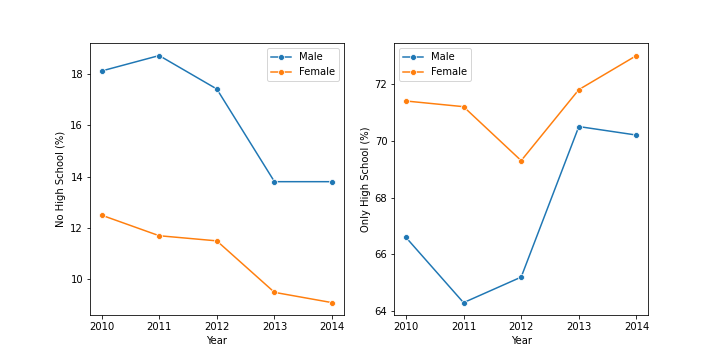 No High School (%)
18
16
14
12
10
Male
Female
2010 2011 2012 2013 2014
Year
Only High School (%)
72
70
68
66
64
Male
Female
2010 2011 2012 2013 2014
Year